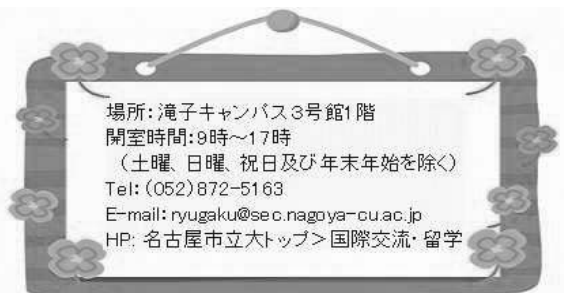 場所:滝子キャンパス3号館1階
開室時間:9時~17時
(土曜、日曜、祝日及び年末年始を除く)
Tel:(052)872-5163
E-mail:ryugaku@sec.nagoya-cu.ac.jp
HP: 名古屋市立大トップ>国際交流・留学